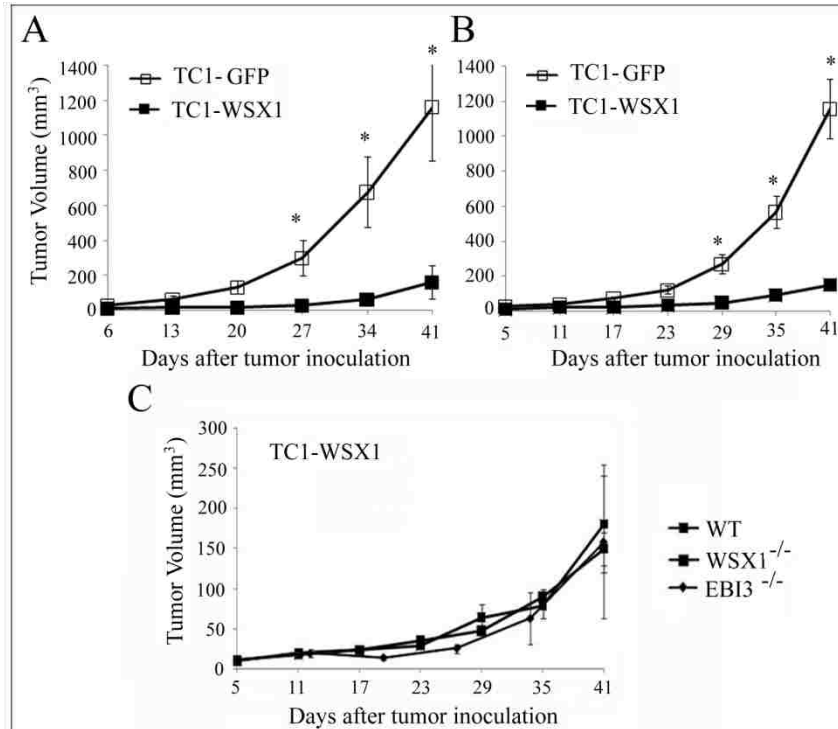 A
Tumor Volume (mm³)
1400
1200
1000
800
600
400
200
0
TC1-GFP
TC1-WSX1
*
*
*
6 13 20 27 34 41
Days after tumor inoculation
B
1400
1200
1000
800
600
400
200
0
TC1-GFP
TC1-WSX1
*
*
*
5 11 17 23 29 35 41
Days after tumor inoculation
C
Tumor Volume (mm³)
300
250
200
150
100
50
0
TC1-WSX1
5 11 17 23 29 35 41
Days after tumor inoculation
WT
WSX1⁻/⁻
EBI3 ⁻/⁻